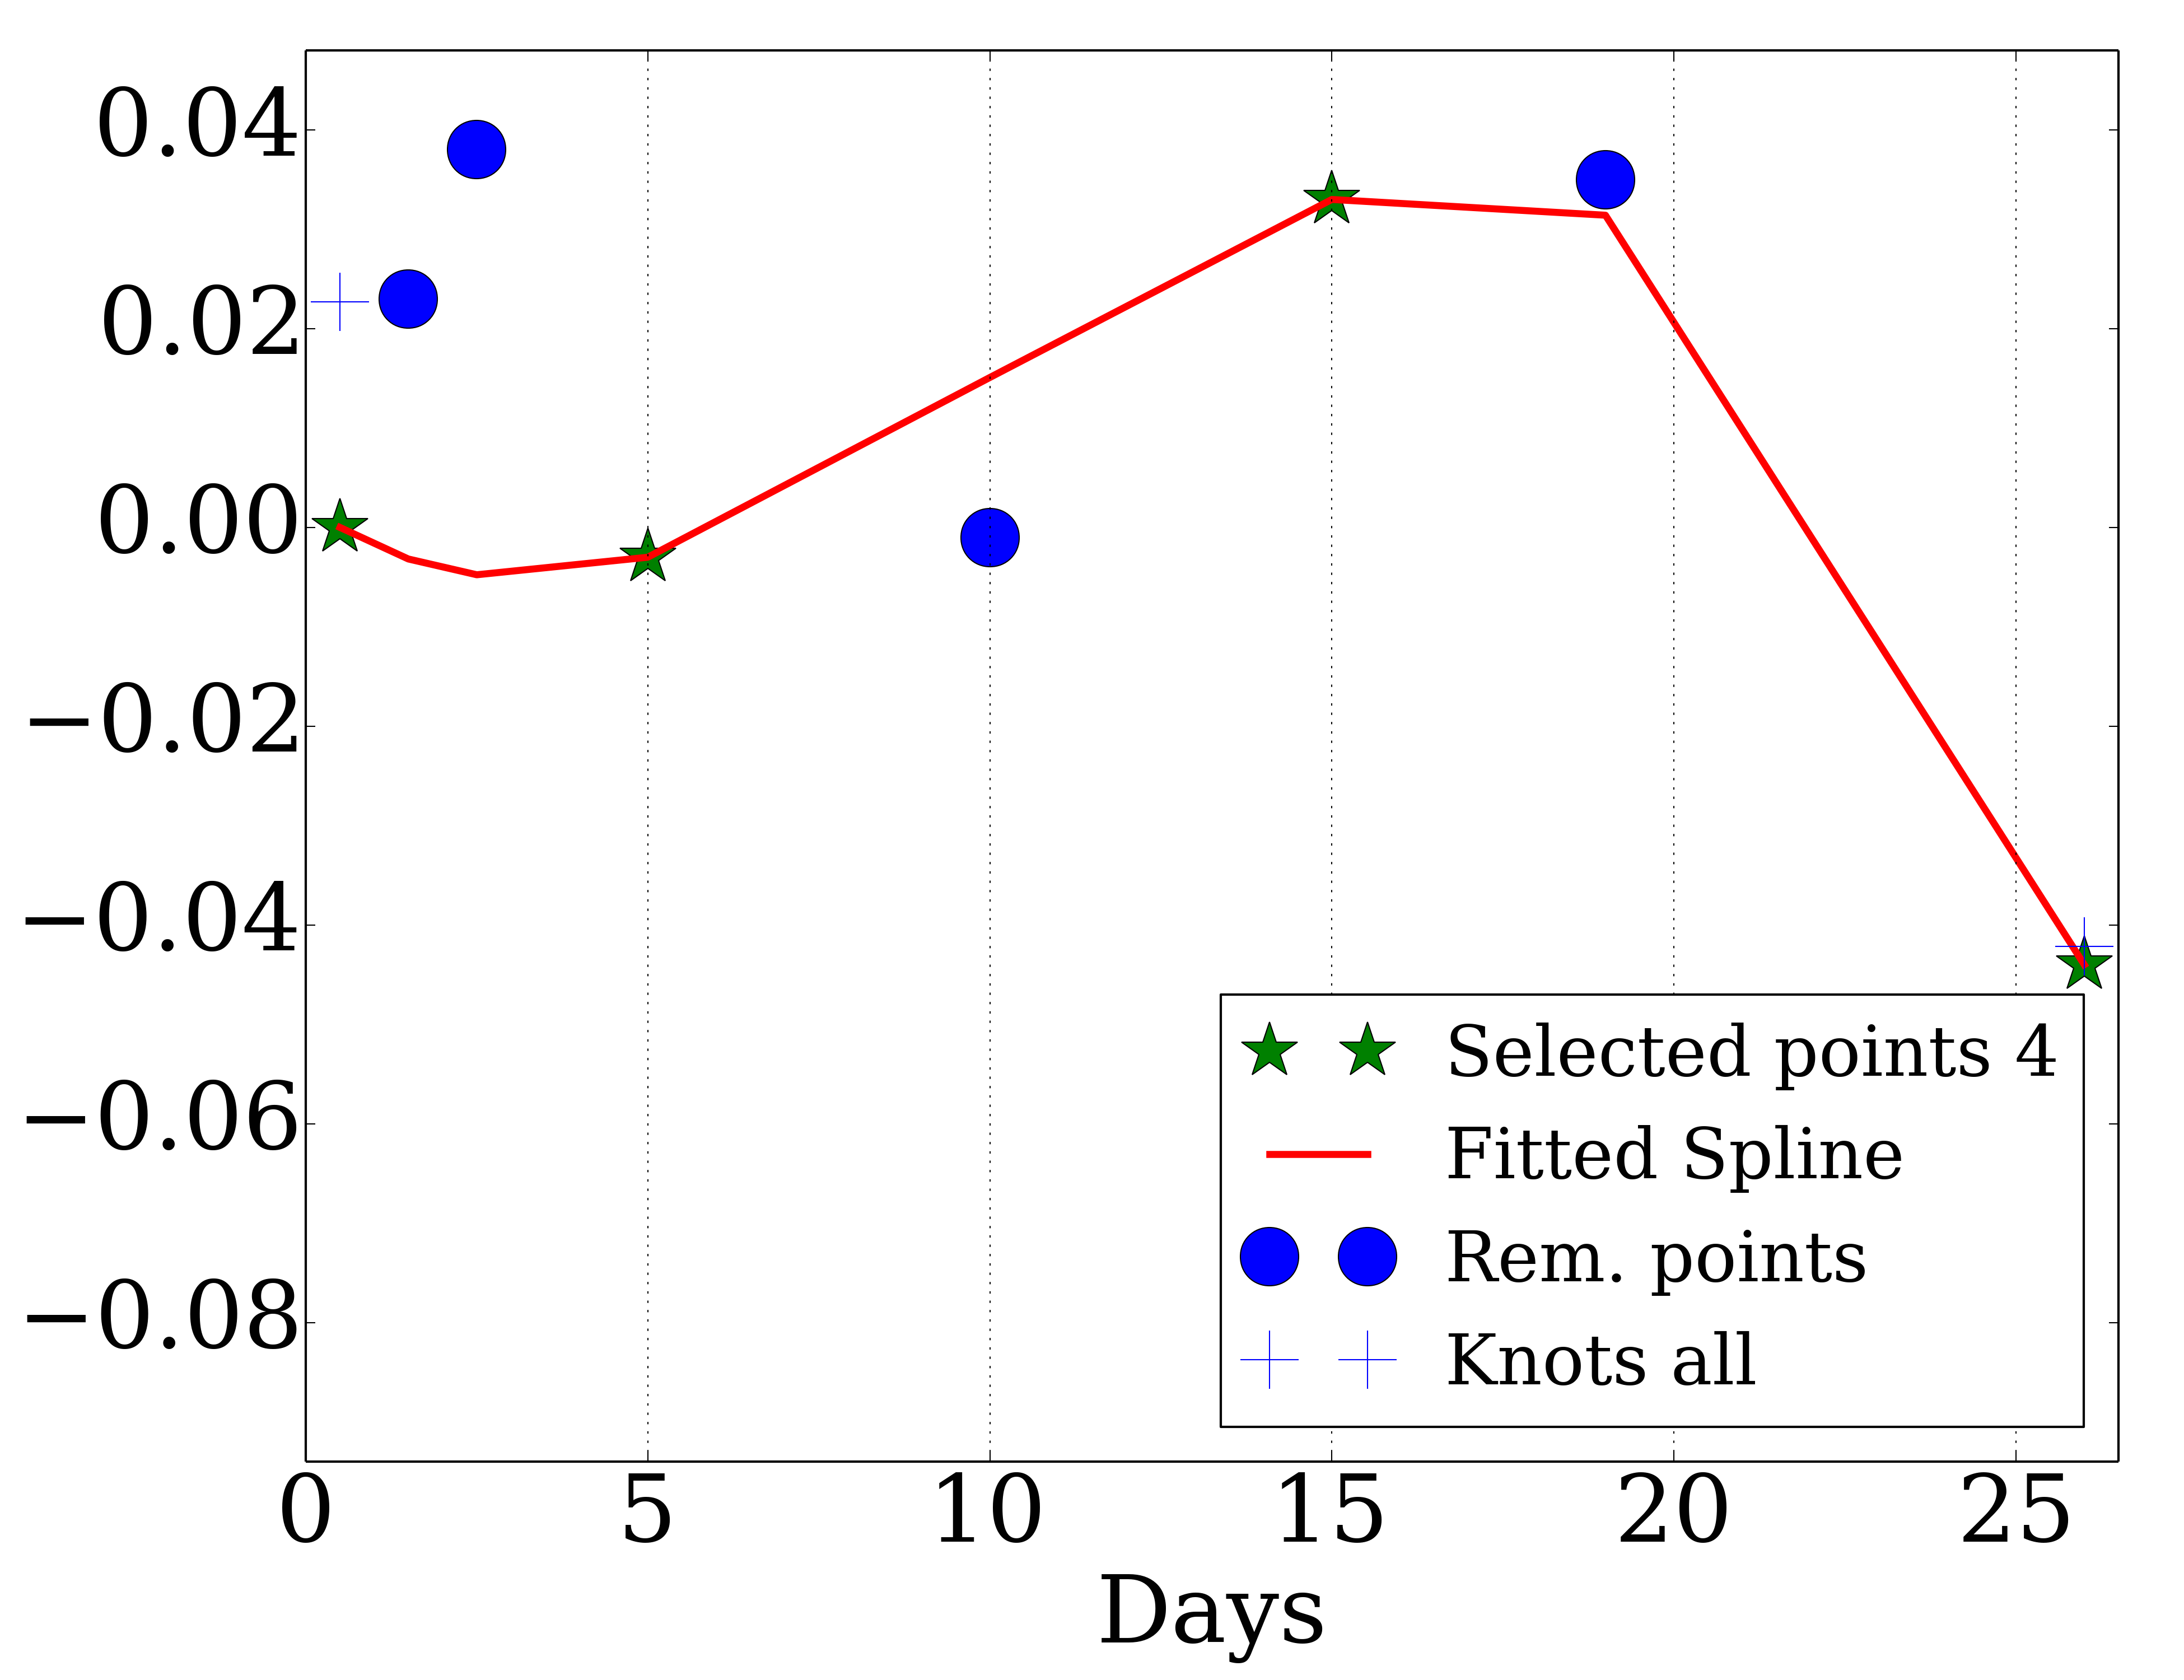 0.04
0.02
0.00
−0.02
−0.04
−0.06
−0.08
Selected points 4
Fitted Spline
Rem. points
Knots all
0 5 10 15 20 25
Days